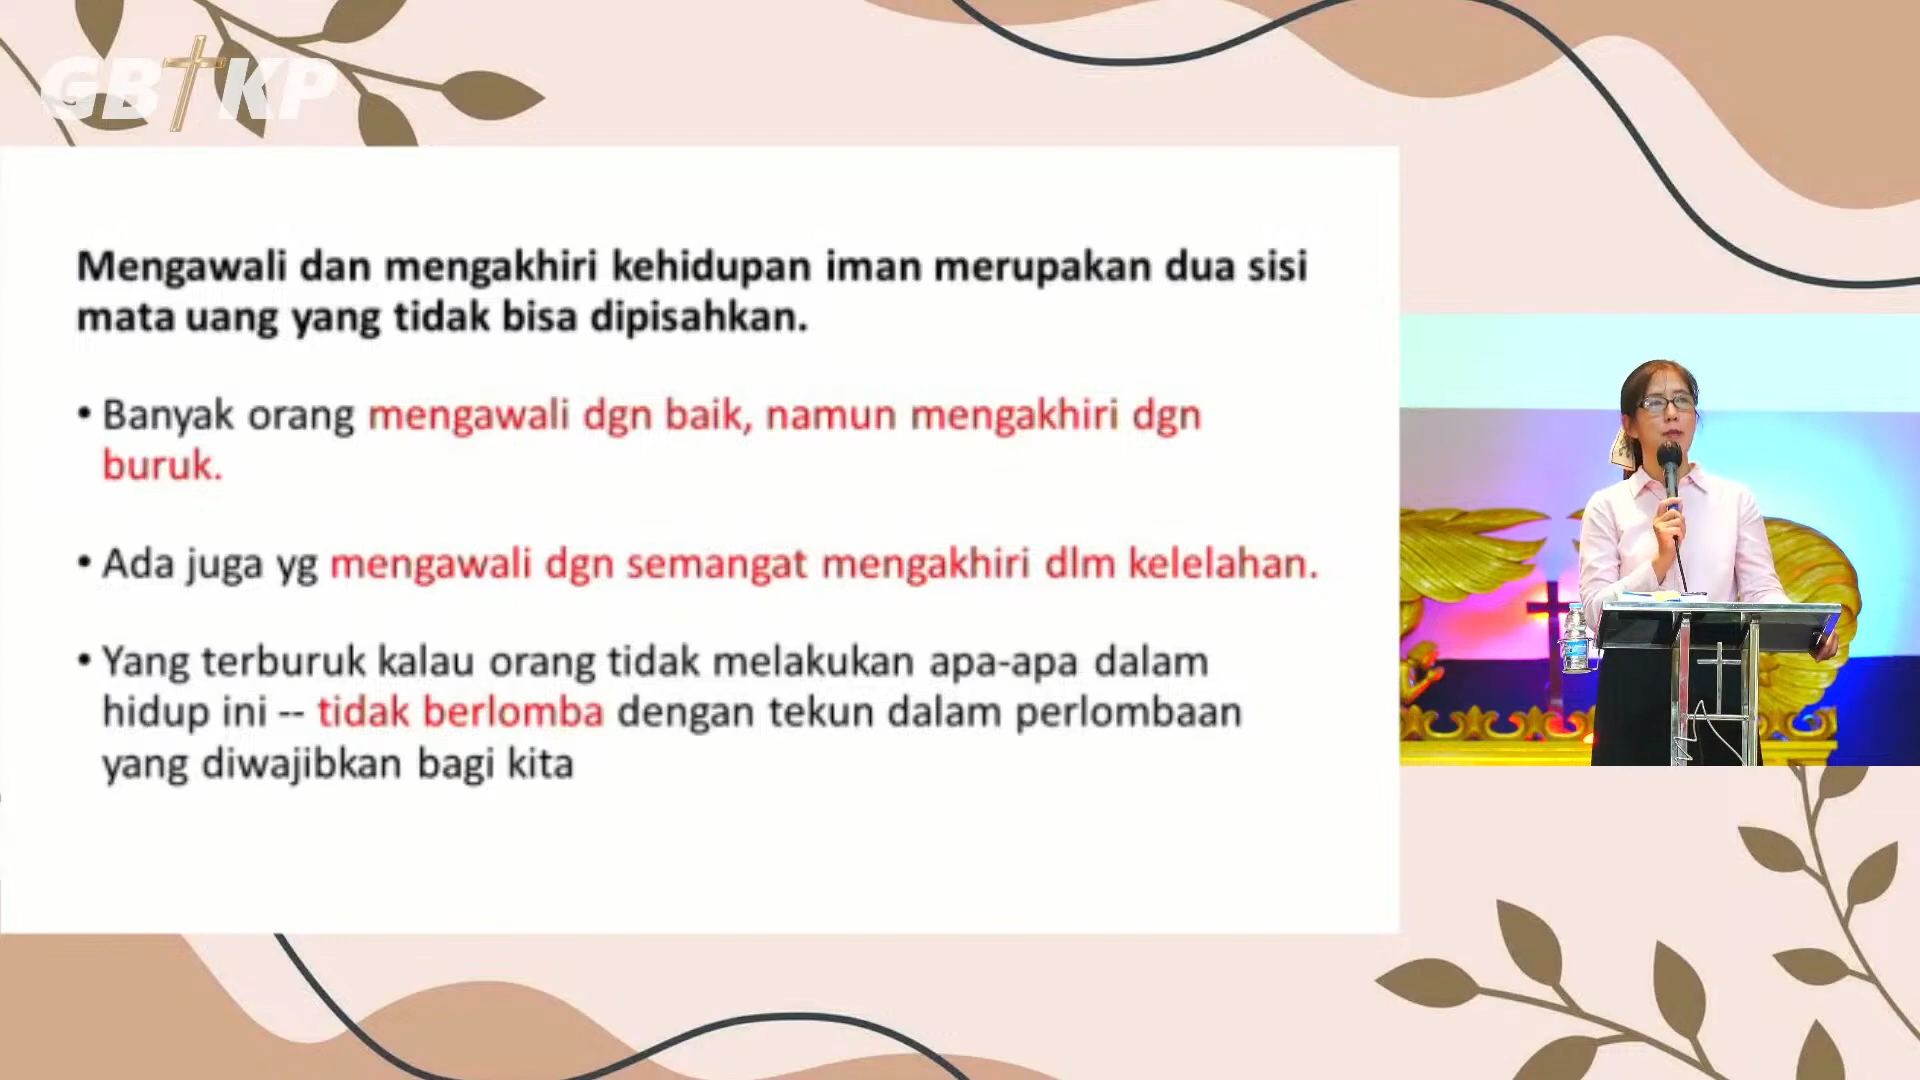 GBKP
Mengawali dan mengakhiri kehidupan iman merupakan dua sisi
mata uang yang tidak bisa dipisahkan.
• Banyak orang mengawali dgn baik, namun mengakhiri dgn
buruk.
• Ada juga yg mengawali dgn semangat mengakhiri dlm kelelahan.
• Yang terburuk kalau orang tidak melakukan apa-apa dalam
hidup ini -- tidak berlomba dengan tekun dalam perlombaan
yang diwajibkan bagi kita